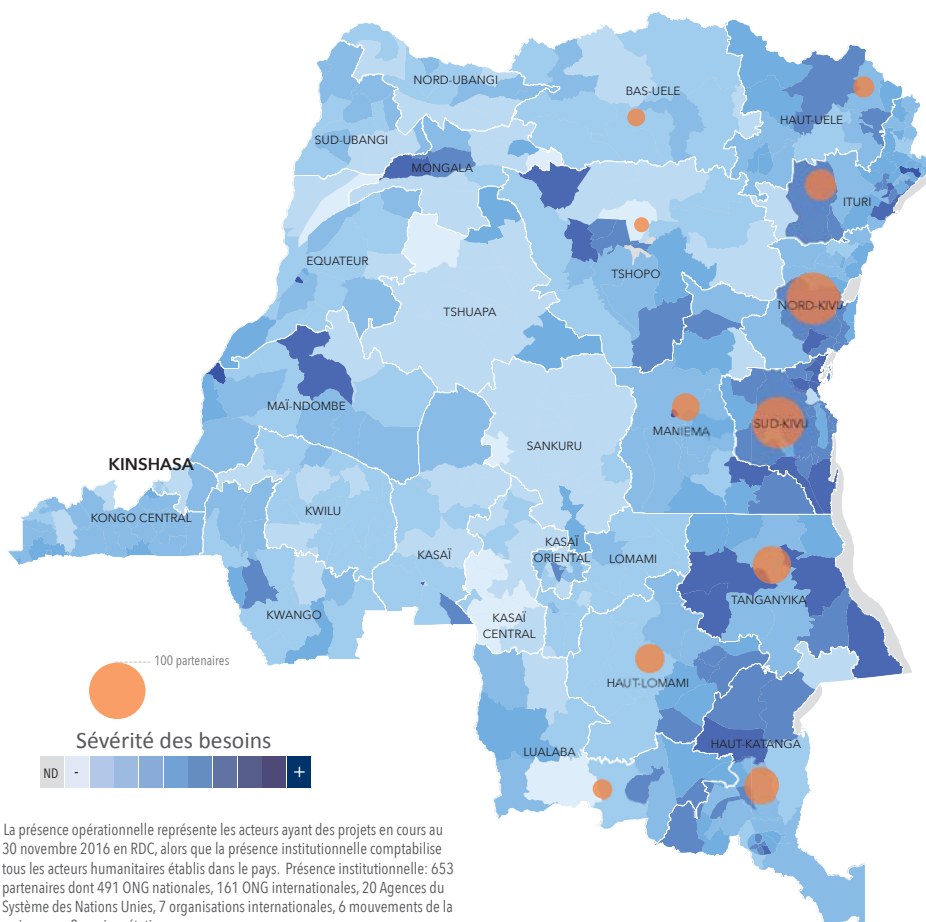 NORD-UBANGI
BAS-UELE
HAUT-UELE
SUD-UBANGI
MONGALA
ITURI
EQUATEUR
TSHOPO
NORD-KIVU
TSHUAPA
MAÏ-NDOMBE
MANIEMA
SUD-KIVU
SANKURU
KINSHASA
KONGO CENTRAL
KWILU
KASAÏ
KASAÏ
ORIENTAL
LOMAMI
TANGANYIKA
KWANGO
KASAÏ
CENTRAL
HAUT-LOMAMI
LUALABA
HAUT-KATANGA
100 partenaires
Sévérité des besoins
ND - +
La présence opérationnelle représente les acteurs ayant des projets en cours au
30 novembre 2016 en RDC, alors que la présence institutionnelle comptabilise
tous les acteurs humanitaires établis dans le pays. Présence institutionnelle: 653
partenaires dont 491 ONG nationales, 161 ONG internationales, 20 Agences du
Système des Nations Unies, 7 organisations internationales, 6 mouvements de la